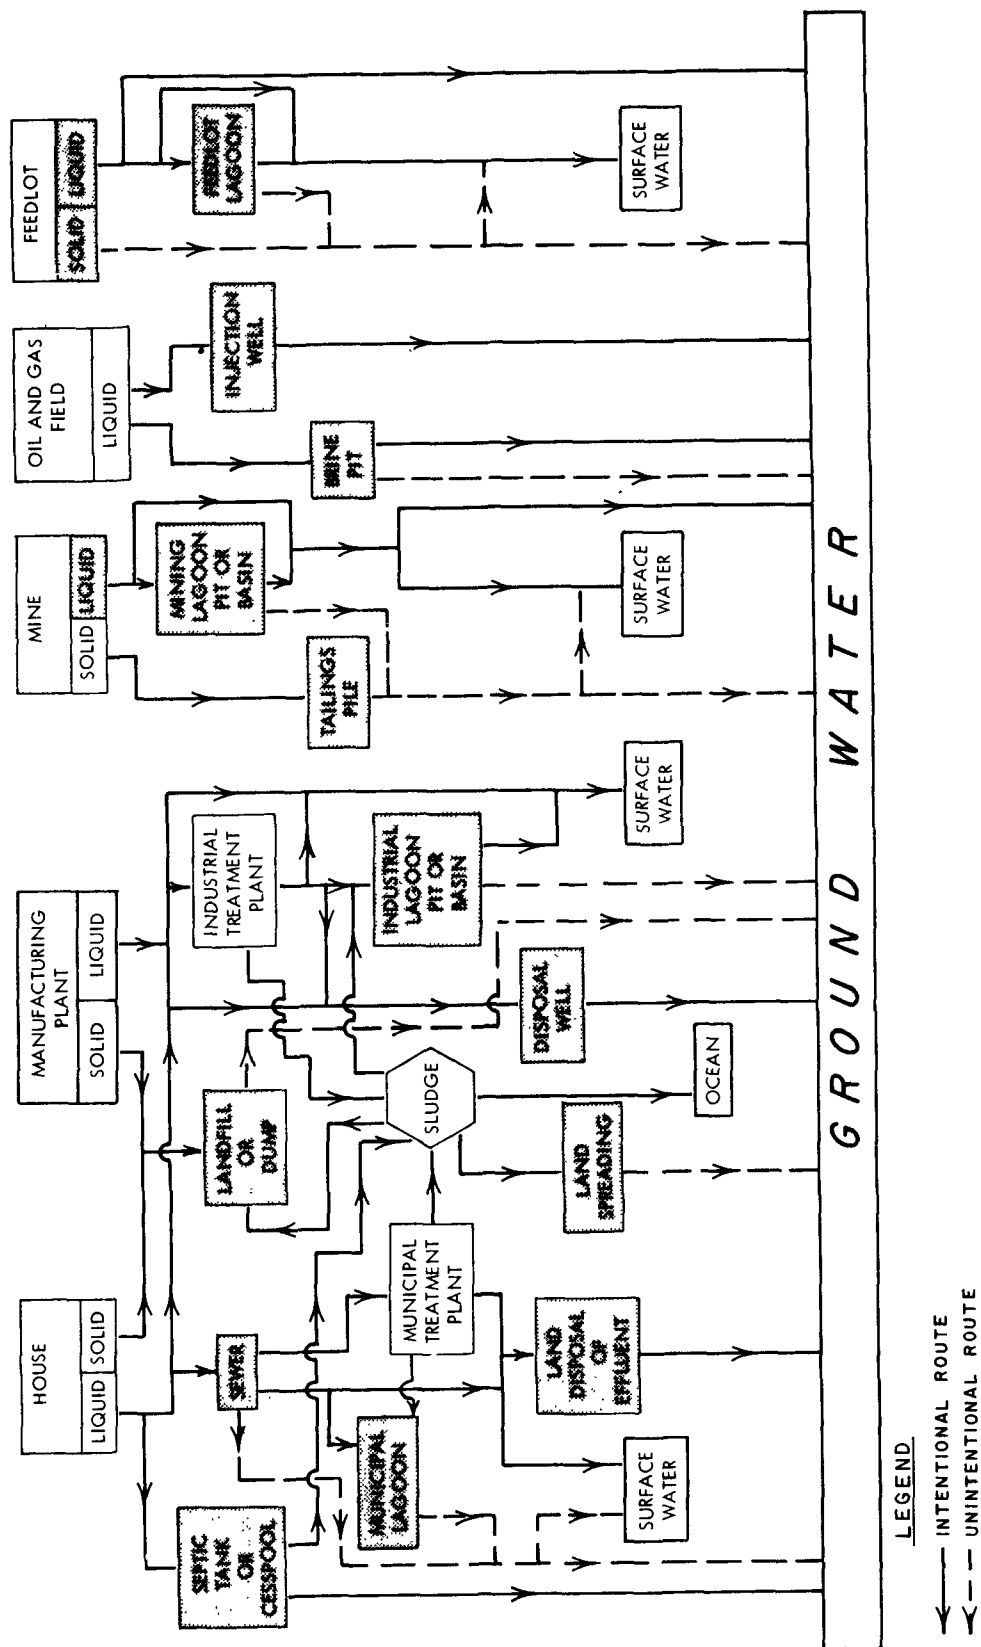 HOUSE
LIQUID
SOLID
MANUFACTURING
PLANT
SOLID
LIQUID
MINE
SOLID
LIQUID
OIL AND GAS
FIELD
LIQUID
FEEDLOT
SOLID
LIQUID
SEPTIC
TANK
OR
CESSPOOL
SEWER
LANDFILL
OR
DUMP
INDUSTRIAL
TREATMENT
PLANT
MINING
LAGOON
PIT OR
BASIN
INJECTION
WELL
FEEDLOT
LAGOON
MUNICIPAL
LAGOON
MUNICIPAL
TREATMENT
PLANT
SLUDGE
INDUSTRIAL
LAGOON
PIT OR
BASIN
TAILINGS
PILE
BRINE
PIT
LAND
DISPOSAL
OF
EFFLUENT
LAND
SPREADING
DISPOSAL
WELL
SURFACE
WATER
OCEAN
SURFACE
WATER
SURFACE
WATER
SURFACE
WATER
GROUND WATER
LEGEND
INTENTIONAL ROUTE
UNINTENTIONAL ROUTE